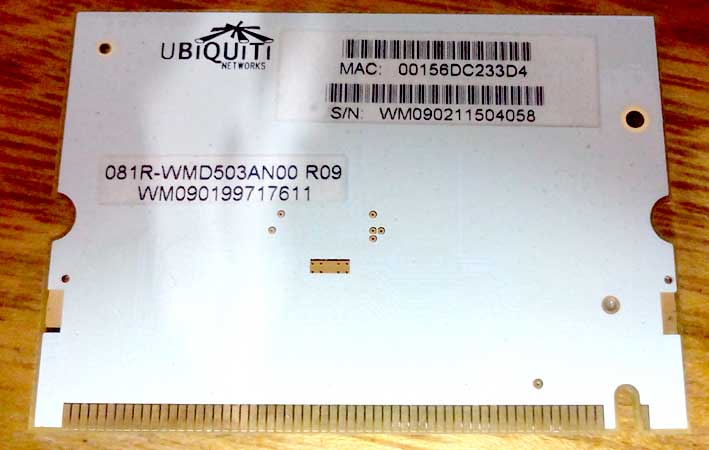 UBiQUiTi
NETWORKS
MAC: 00156DC233D4
S/N: WM090211504058
081R-WMD503AN00 R09
WM090199717611